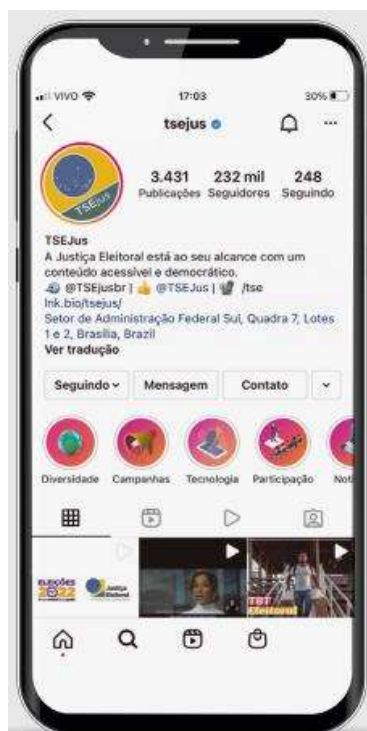 VIVO 17:03 30%
tsejus
TSEjus
3.431 232 mil 248
Publicações Seguidores Seguindo
TSEJus
A Justiça Eleitoral está ao seu alcance com um
conteúdo acessível e democrático.
@TSEjusbr | @TSEJus | /tse
lnk.bio/tsejus/
Setor de Administração Federal Sul, Quadra 7, Lotes
1 e 2, Brasília, Brazil
Ver tradução
Seguindo Mensagem Contato
Diversidade Campanhas Tecnologia Participação Notí
ELEIÇÕES 2022 Justiça Eleitoral
TBT
Eleitoral